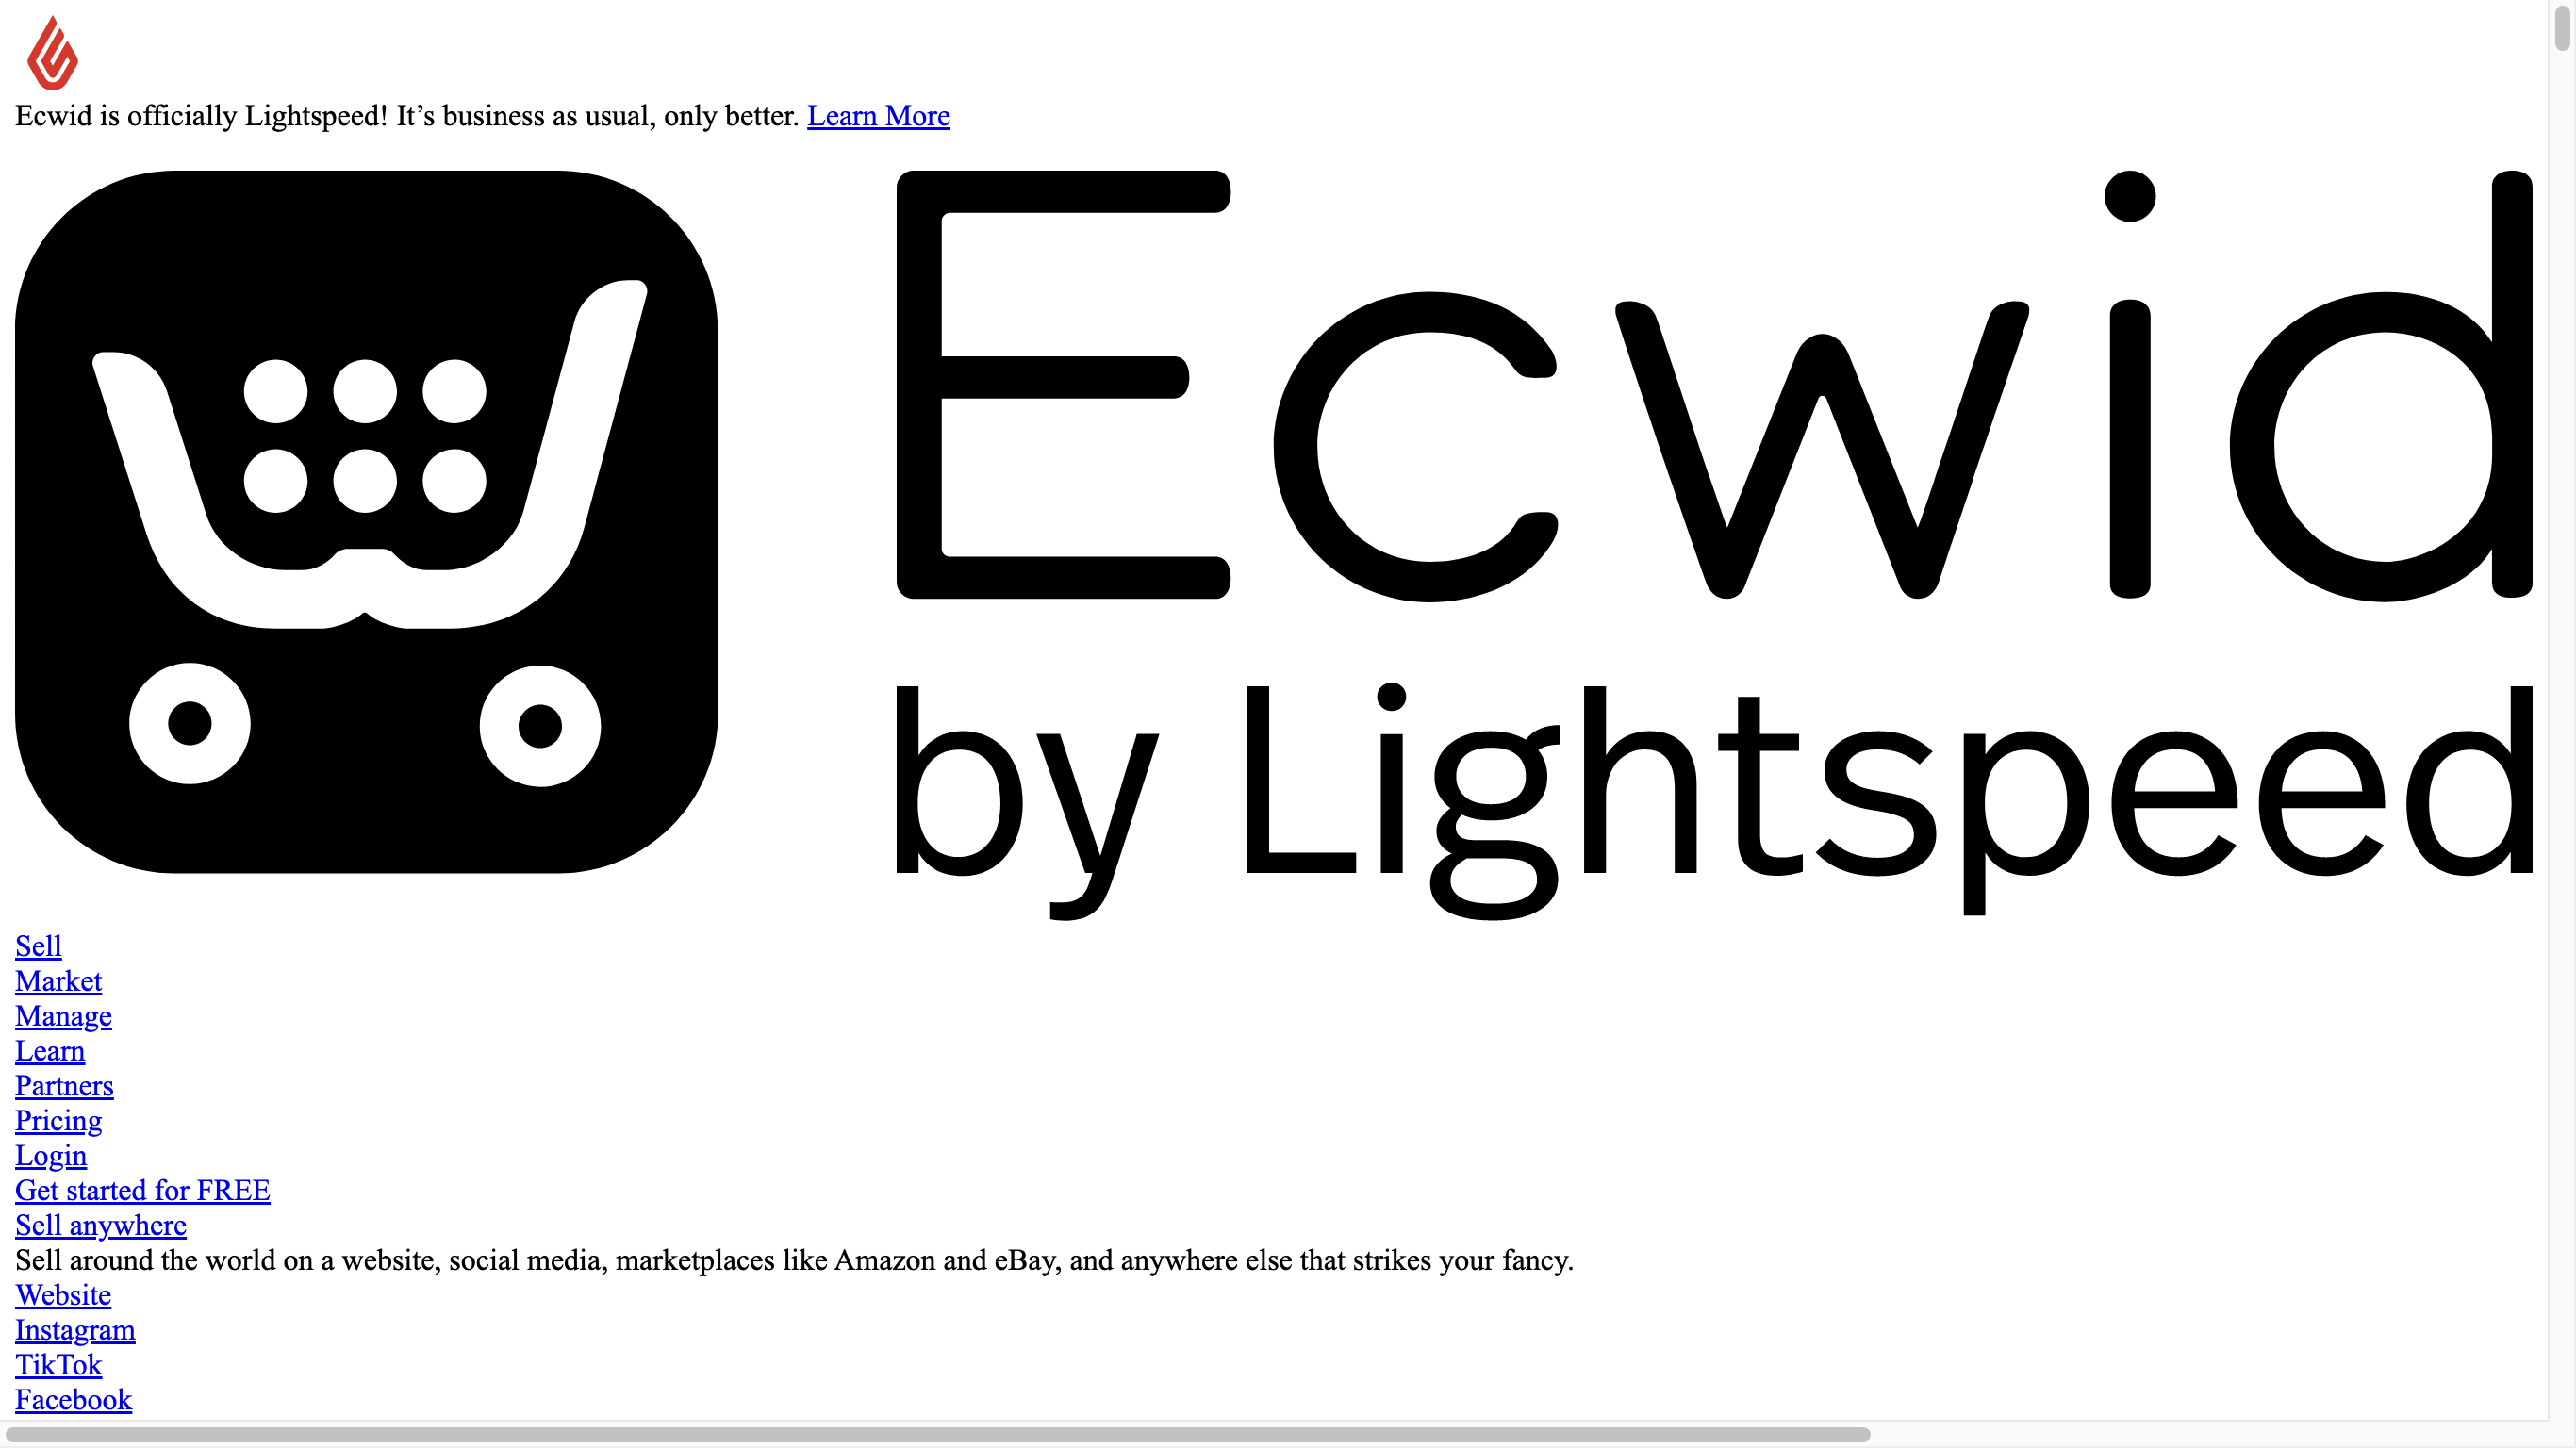 Ecwid is officially Lightspeed! It’s business as usual, only better. Learn More
Ecwid
by Lightspeed
Sell
Market
Manage
Learn
Partners
Pricing
Login
Get started for FREE
Sell anywhere
Sell around the world on a website, social media, marketplaces like Amazon and eBay, and anywhere else that strikes your fancy.
Website
Instagram
TikTok
Facebook